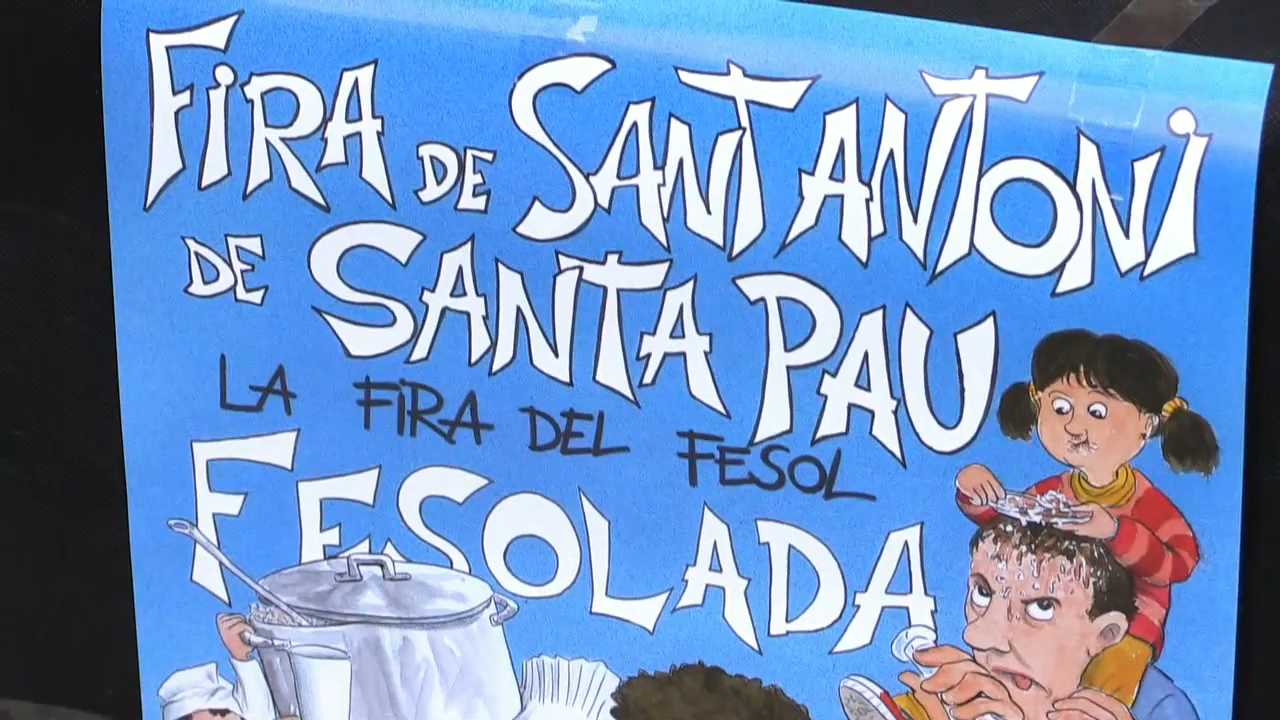 FiRA DE SANT ANTONi
DE SANTA PAU
LA FiRA DEL FESOL
FESOLADA